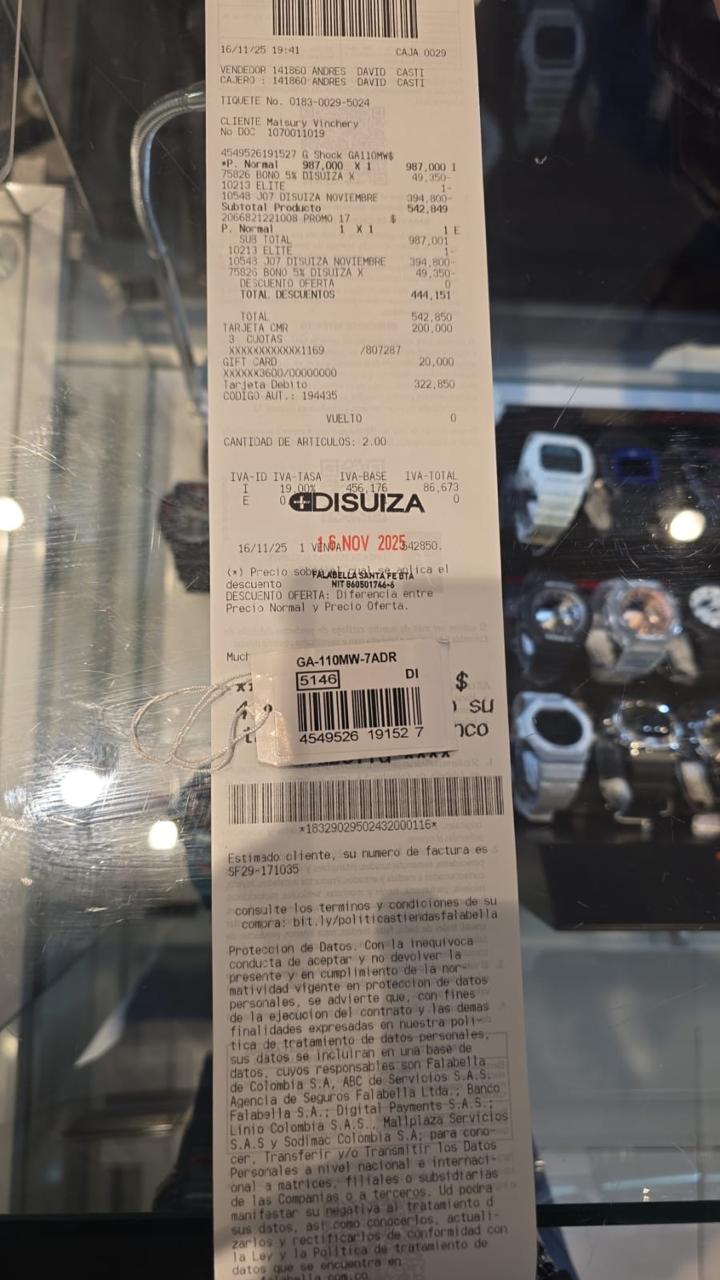 16/11/25 19:41 CAJA 0029
VENDEDOR 141860 ANDRES DAVID CASTI
CAJERO : 141860 ANDRES DAVID CASTI
TIQUETE No. 0183-0029-5024
CLIENTE Maisury Vinchery
No DOC 1070011019
4549526191527 G Shock GA110MW$
*P. Normal 987,000 X 1 987,000 I
75826 BONO 5% DISUIZA X 49,350-
10213 ELITE 1-
10548 J07 DISUIZA NOVIEMBRE 394,800-
Subtotal Producto 542,849
2066821221008 PROMO 17 $
P. Normal 1 X 1 1 E
SUB TOTAL 987,001
10213 ELITE 1-
10548 J07 DISUIZA NOVIEMBRE 394,800-
75826 BONO 5% DISUIZA X 49,350-
DESCUENTO OFERTA 0
TOTAL DESCUENTOS 444,151
TOTAL 542,850
TARJETA CMR 200,000
3 CUOTAS
XXXXXXXXXXXX1169 /807287
GIFT CARD 20,000
XXXXXX3600/00000000
Tarjeta Debito 322,850
CODIGO AUT.: 194435
VUELTO 0
CANTIDAD DE ARTICULOS: 2.00
IVA-ID IVA-TASA IVA-BASE IVA-TOTAL
I 19.00% 456,176 86,673
E 0 0
DISUIZA
16/11/25 1 VENTA 542850.
16 NOV 2025
(*) Precio sobre el cual se aplica el
descuento
FALABELLA SANTA FE BTA
NIT 860501746-6
DESCUENTO OFERTA: Diferencia entre
Precio Normal y Precio Oferta.
Much
GA-110MW-7ADR
5146 DI
4549526 19152 7
$
SU
*18329029502432000116*
Estimado cliente, su numero de factura es
SF29-171035
consulte los terminos y condiciones de su
compra: bit.ly/politicastiendasfalabella
Proteccion de Datos. Con la inequivoca
conducta de aceptar y no devolver la
presente y en cumplimiento de la nor-
matividad vigente en proteccion de datos
personales, se advierte que, con fines
de la ejecucion del contrato y las demas
finalidades expresadas en nuestra poli-
tica de tratamiento de datos personales,
sus datos se incluiran en una base de
datos, cuyos responsables son Falabella
de Colombia S.A, ABC de Servicios S.A.S.
Agencia de Seguros Falabella Ltda.; Banco
Falabella S.A.; Digital Payments S.A.S.;
Linio Colombia S.A.S., Mallplaza Servicios
S.A.S y Sodimac Colombia S.A; para cono-
cer, Transferir y/o Transmitir los Datos
Personales a nivel nacional e internaci-
onal a matrices, filiales o subsidiarias
de las Companias o a terceros. Ud podra
manifastar su negativa al tratamiento d
sus datos, asi como conocerlos, actuali-
zarlos y rectificarlos de conformidad con
la Ley y la Politica de tratamiento de
datos que se encuentra en
falabella.com.co